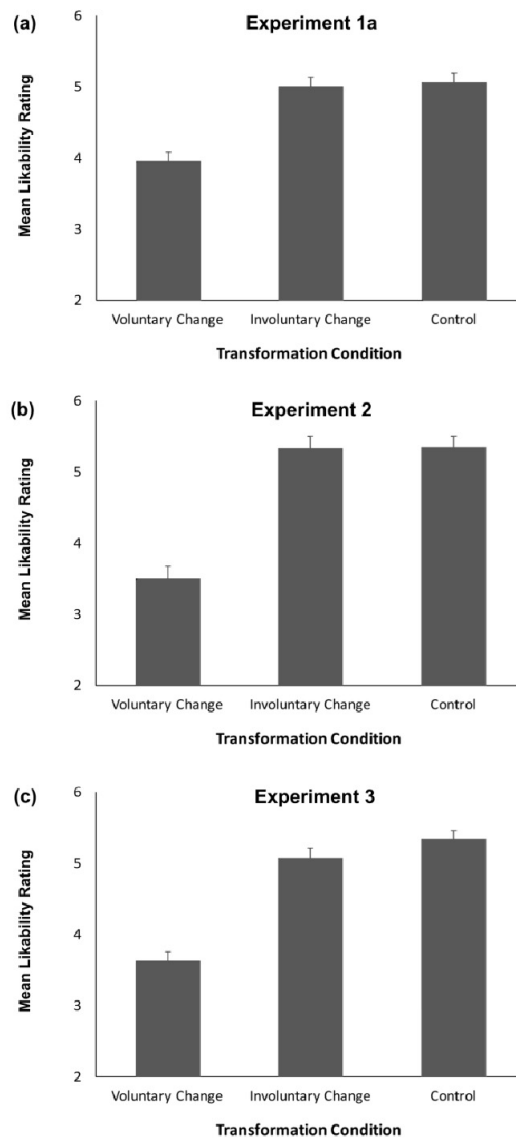 (a)
Experiment 1a
6
5
4
3
2
Mean Likability Rating
Voluntary Change Involuntary Change Control
Transformation Condition
(b)
Experiment 2
6
5
4
3
2
Mean Likability Rating
Voluntary Change Involuntary Change Control
Transformation Condition
(c)
Experiment 3
6
5
4
3
2
Mean Likability Rating
Voluntary Change Involuntary Change Control
Transformation Condition